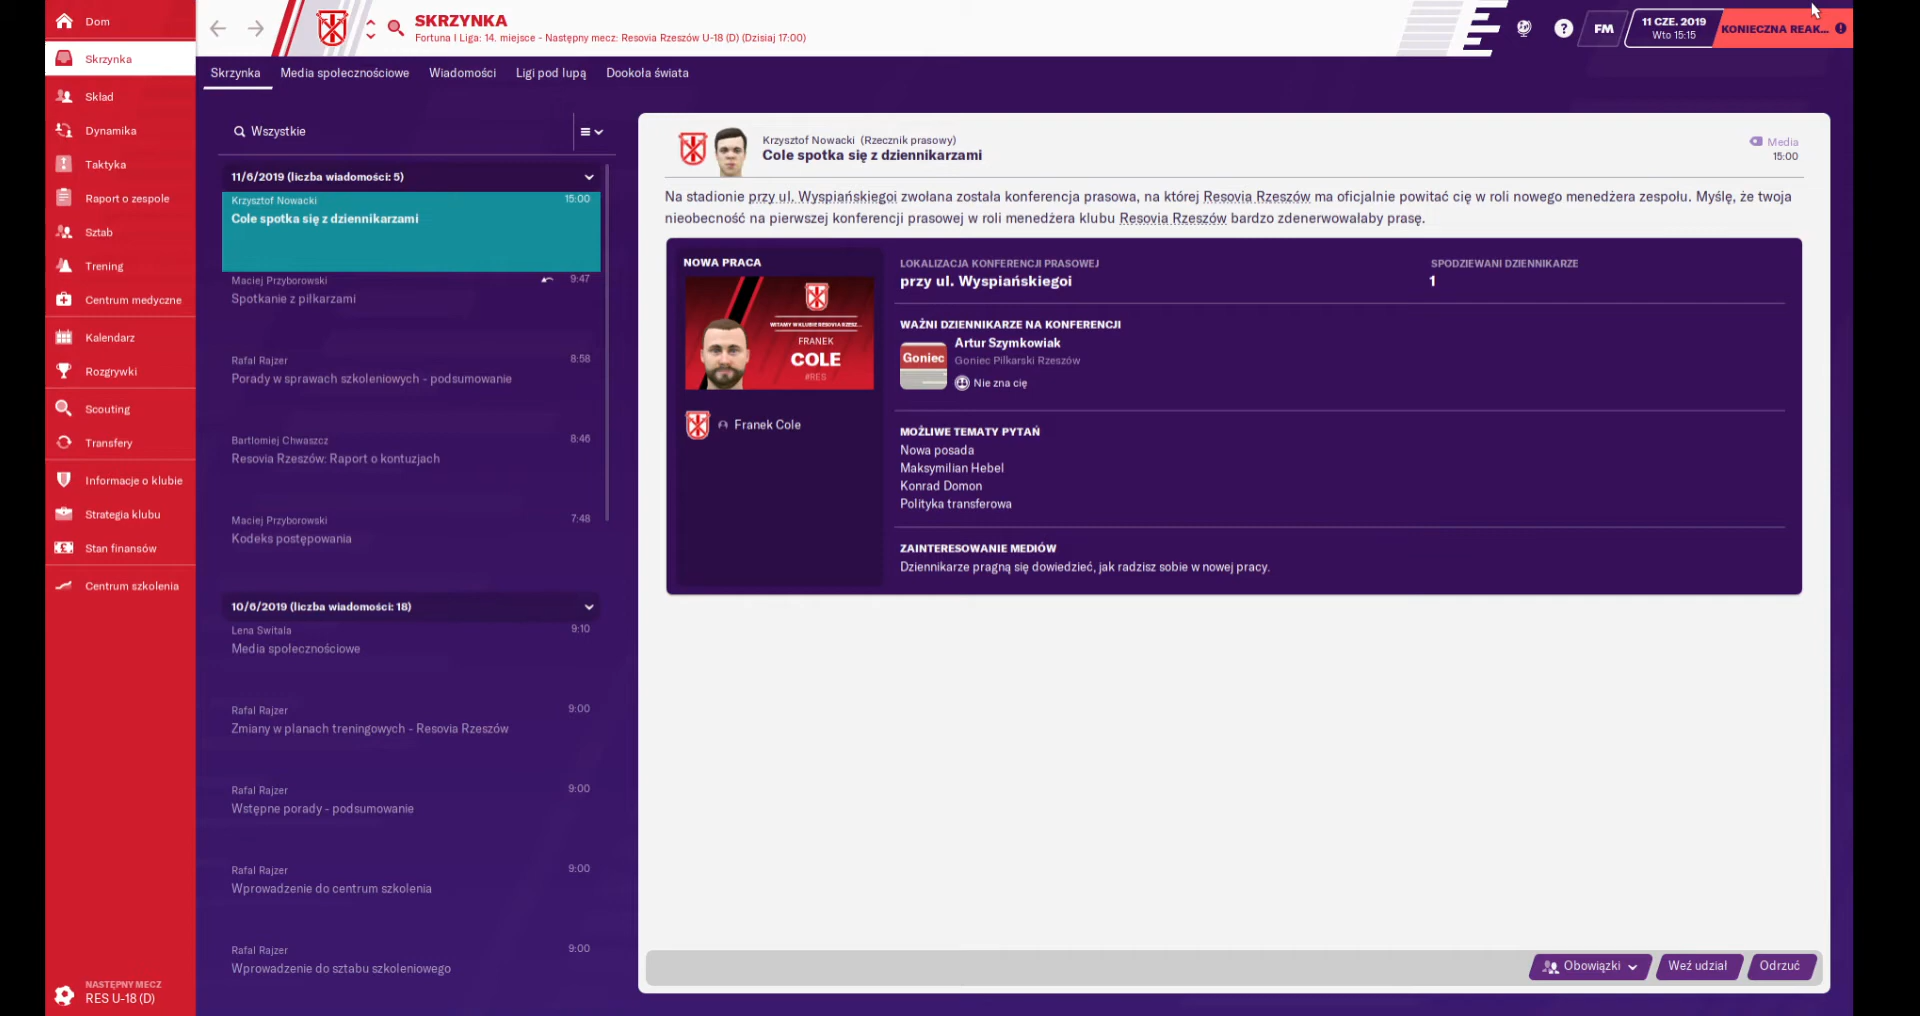 Dom
Skrzynka
Skład
Dynamika
Taktyka
Raport o zespole
Sztab
Trening
Centrum medyczne
Kalendarz
Rozgrywki
Scouting
Transfery
Informacje o klubie
Strategia klubu
Stan finansów
Centrum szkolenia
NASTĘPNY MECZ
RES U-18 (D)
SKRZYNKA
Fortuna I Liga: 14. miejsce - Następny mecz: Resovia Rzeszów U-18 (D) (Dzisiaj 17:00)
FM
11 CZE. 2019
Wto 15:15
KONIECZNA REAK...
Skrzynka Media społecznościowe Wiadomości Ligi pod lupą Dookoła świata
Wszystkie
11/6/2019 (liczba wiadomości: 5)
Krzysztof Nowacki 15:00
Cole spotka się z dziennikarzami
Maciej Przyborowski 9:47
Spotkanie z piłkarzami
Rafał Rajzer 8:58
Porady w sprawach szkoleniowych - podsumowanie
Bartłomiej Chwaszcz 8:46
Resovia Rzeszów: Raport o kontuzjach
Maciej Przyborowski 7:48
Kodeks postępowania
10/6/2019 (liczba wiadomości: 18)
Lena Świtała 9:10
Media społecznościowe
Rafał Rajzer 9:00
Zmiany w planach treningowych - Resovia Rzeszów
Rafał Rajzer 9:00
Wstępne porady - podsumowanie
Rafał Rajzer 9:00
Wprowadzenie do centrum szkolenia
Rafał Rajzer 9:00
Wprowadzenie do sztabu szkoleniowego
Krzysztof Nowacki (Rzecznik prasowy)
Cole spotka się z dziennikarzami
Media
15:00
Na stadionie przy ul. Wyspiańskiegoi zwołana została konferencja prasowa, na której Resovia Rzeszów ma oficjalnie powitać cię w roli nowego menedżera zespołu. Myślę, że twoja
nieobecność na pierwszej konferencji prasowej w roli menedżera klubu Resovia Rzeszów bardzo zdenerwowałaby prasę.
NOWA PRACA
WITAMY W KLUBIE RESOVIA RZESZ...
FRANEK
COLE
#RES
Franek Cole
LOKALIZACJA KONFERENCJI PRASOWEJ
przy ul. Wyspiańskiegoi
SPODZIEWANI DZIENNIKARZE
1
WAŻNI DZIENNIKARZE NA KONFERENCJI
Goniec
Artur Szymkowiak
Goniec Piłkarski Rzeszów
Nie zna cię
MOŻLIWE TEMATY PYTAŃ
Nowa posada
Maksymilian Hebel
Konrad Domoń
Polityka transferowa
ZAINTERESOWANIE MEDIÓW
Dziennikarze pragną się dowiedzieć, jak radzisz sobie w nowej pracy.
Obowiązki
Weź udział
Odrzuć